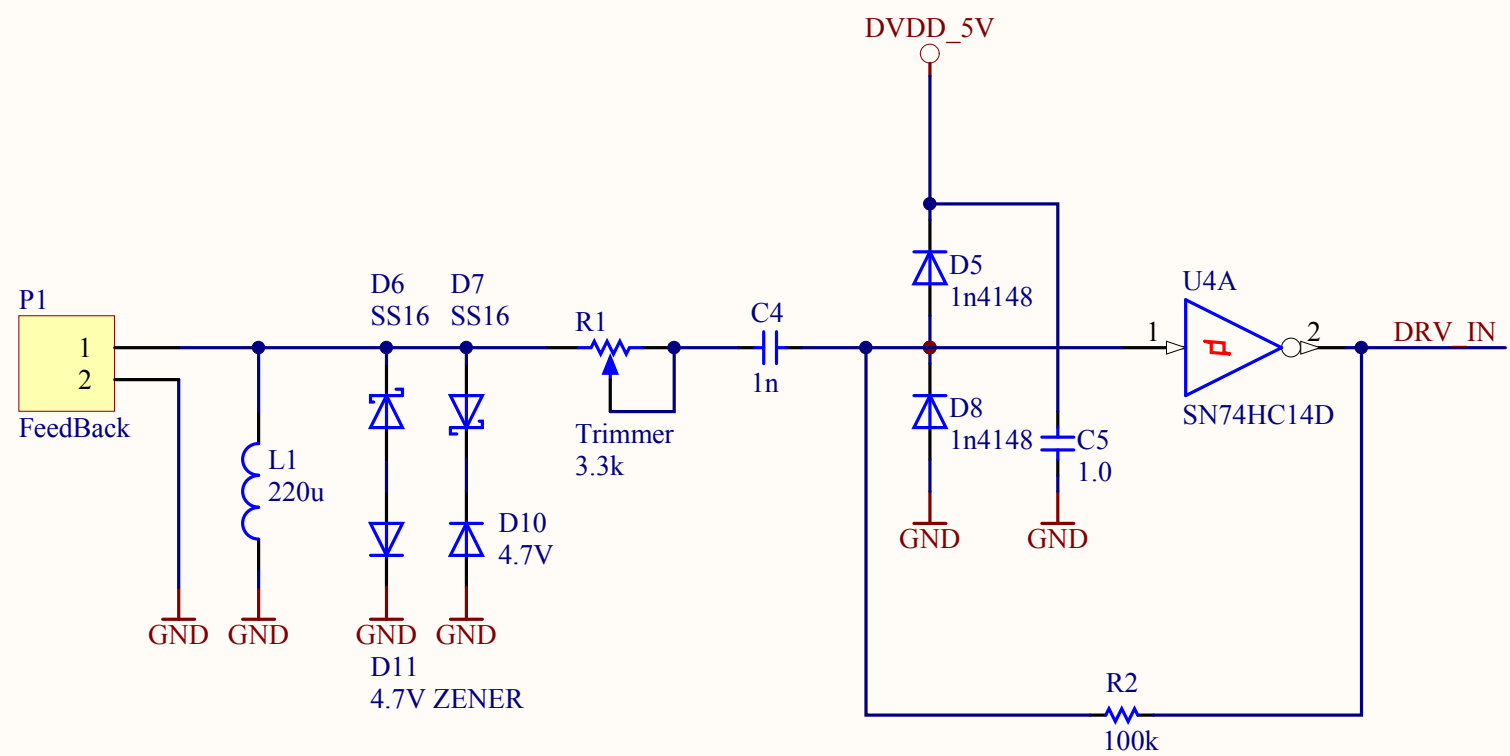 DVDD_5V
D5
1n4148
U4A
P1
D6
SS16
D7
SS16
R1
C4
1n
1
2
DRV_IN
1
2
FeedBack
L1
220u
Trimmer
3.3k
D8
1n4148
C5
1.0
SN74HC14D
D10
4.7V
GND
GND
GND
GND
GND
GND
D11
4.7V ZENER
R2
100k